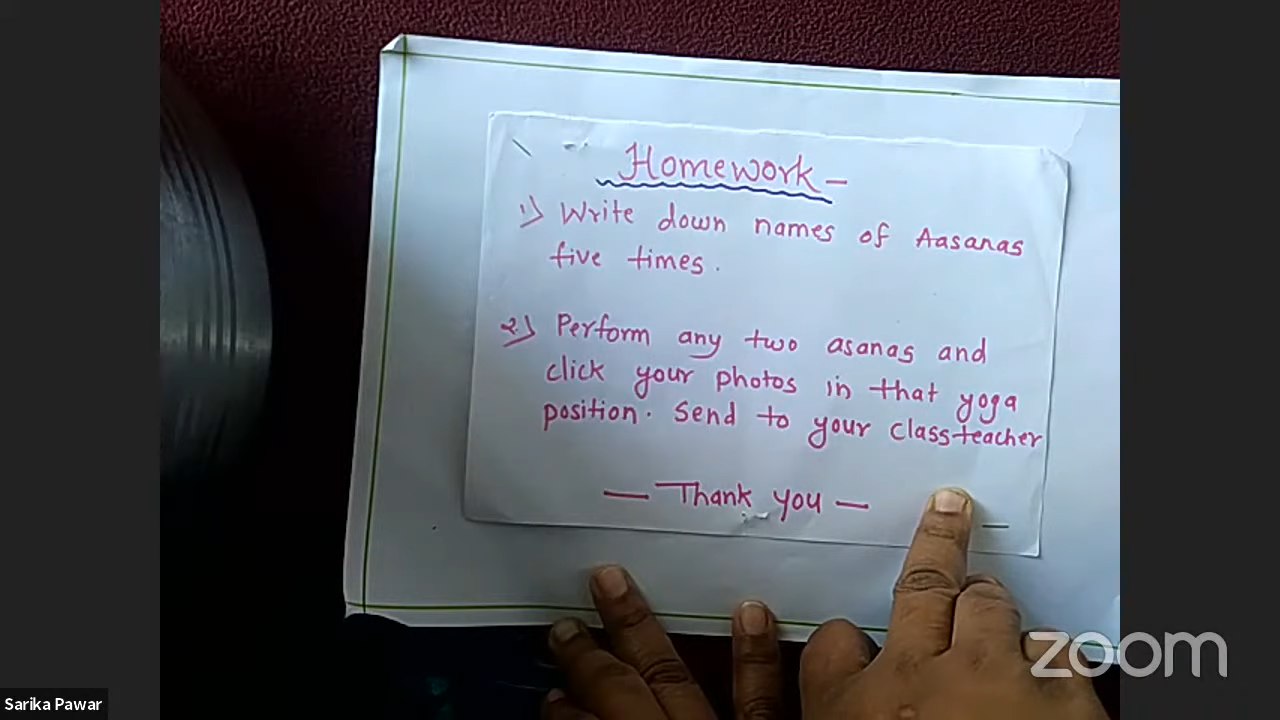 Homework -
1) Write down names of Aasanas
five times.
२) Perform any two asanas and
click your photos in that yoga
position. Send to your classteacher
— Thank you —
zoom
Sarika Pawar